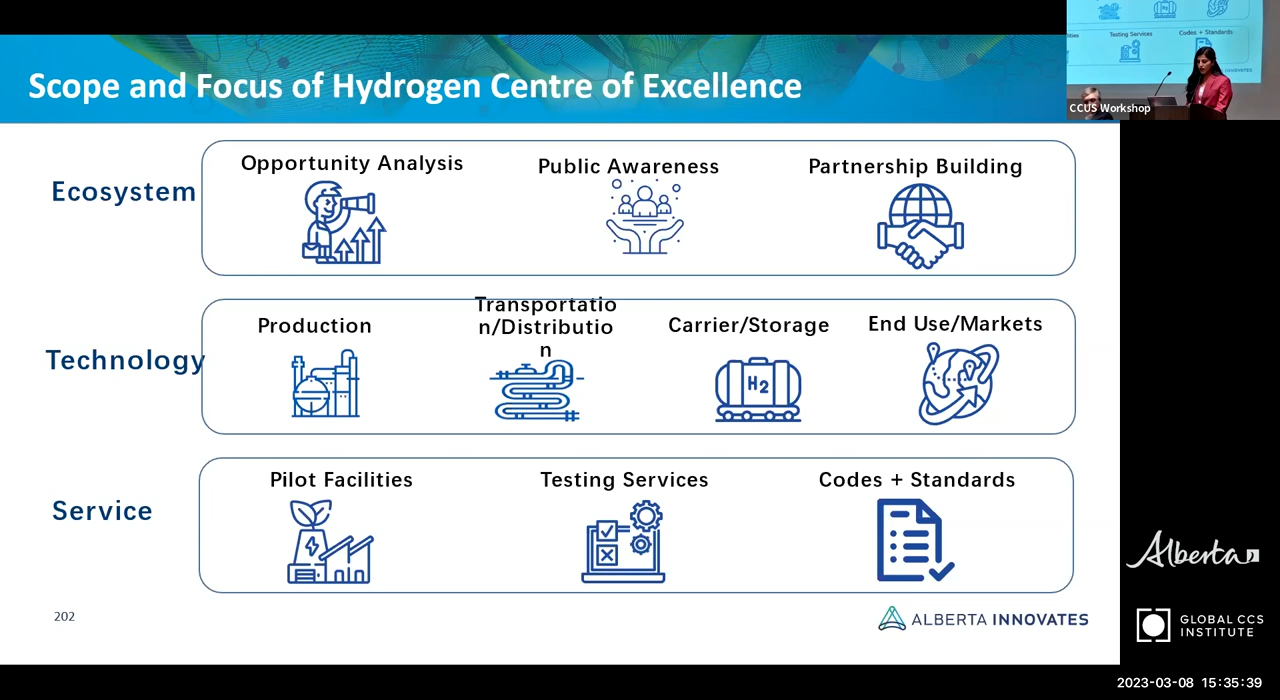 Scope and Focus of Hydrogen Centre of Excellence
Testing Services
Codes + Standards
CCUS Workshop
Ecosystem
Opportunity Analysis
Public Awareness
Partnership Building
Technology
Production
Transportatio
n/Distributio
n
Carrier/Storage
H2
End Use/Markets
Service
Pilot Facilities
Testing Services
Codes + Standards
202
ALBERTA INNOVATES
Alberta
GLOBAL CCS
INSTITUTE
2023-03-08 15:35:39